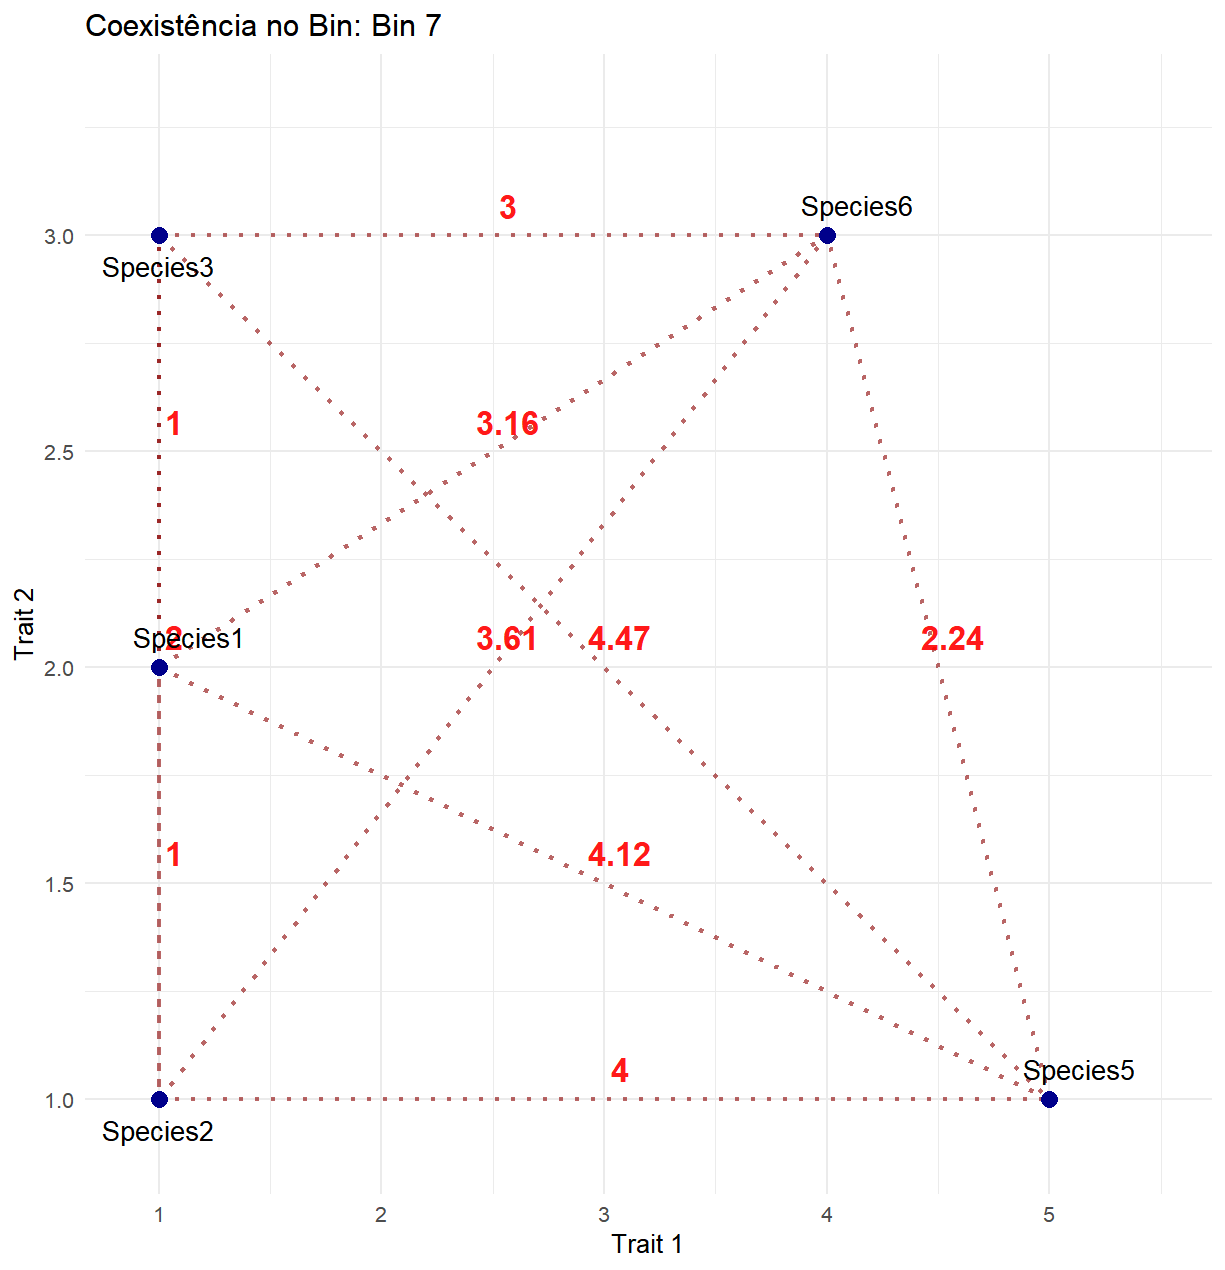 Coexistência no Bin: Bin 7
Species6
3
3.0
Species3
3.16
1
2.5
Trait 2
Species1
2
3.61
4.47
2.24
2.0
4.12
1
1.5
4
Species5
1.0
Species2
1
2
3
4
5
Trait 1